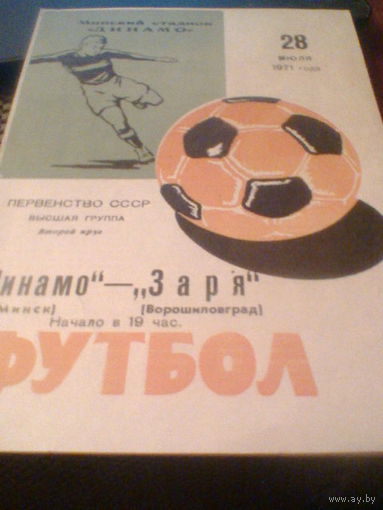 Минский стадион
«ДИНАМО»
28
ИЮЛЯ
1971 года
ПЕРВЕНСТВО СССР
ВЫСШАЯ ГРУППА
Второй круг
Динамо"—„Заря"
Минск] [Ворошиловград]
Начало в 19 час.
ФУТБОЛ
www.ay.by